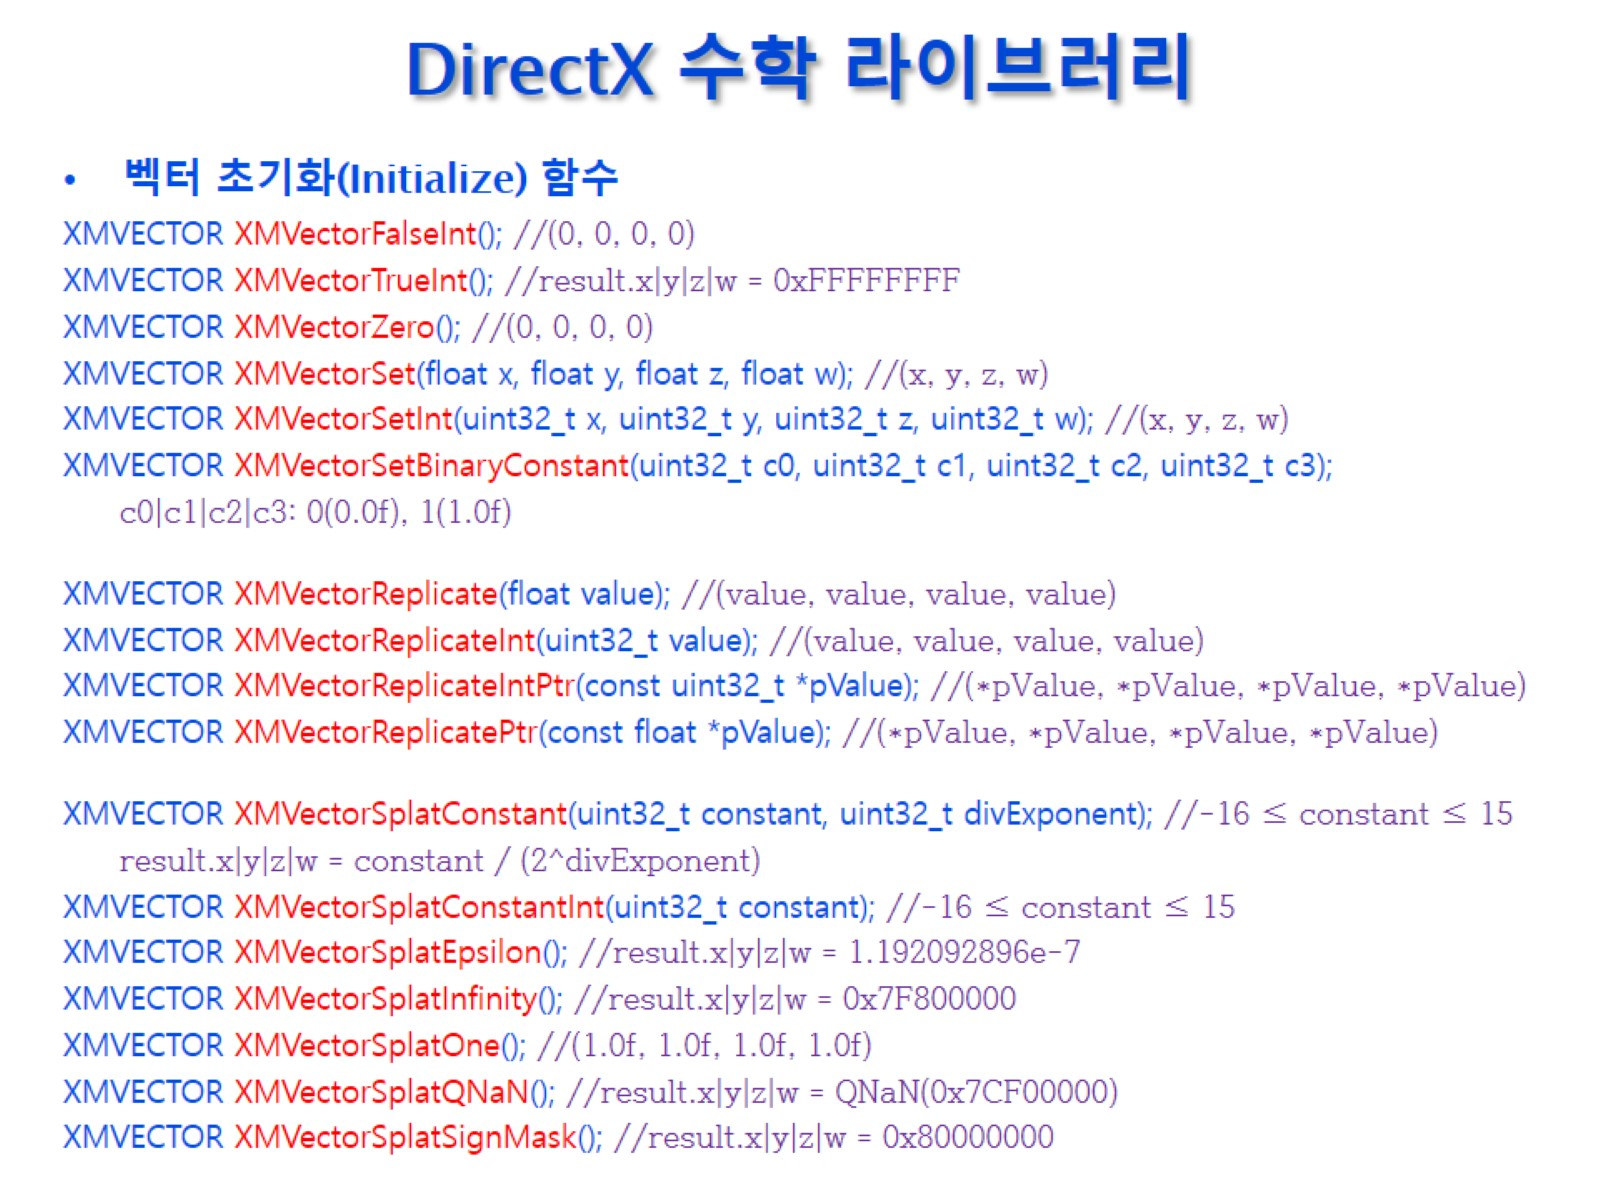 DirectX 수학 라이브러리
• 벡터 초기화(Initialize) 함수
XMVECTOR XMVectorFalseInt(); //(0, 0, 0, 0)
XMVECTOR XMVectorTrueInt(); //result.x|y|z|w = 0xFFFFFFFF
XMVECTOR XMVectorZero(); //(0, 0, 0, 0)
XMVECTOR XMVectorSet(float x, float y, float z, float w); //(x, y, z, w)
XMVECTOR XMVectorSetInt(uint32_t x, uint32_t y, uint32_t z, uint32_t w); //(x, y, z, w)
XMVECTOR XMVectorSetBinaryConstant(uint32_t c0, uint32_t c1, uint32_t c2, uint32_t c3);
c0|c1|c2|c3: 0(0.0f), 1(1.0f)
XMVECTOR XMVectorReplicate(float value); //(value, value, value, value)
XMVECTOR XMVectorReplicateInt(uint32_t value); //(value, value, value, value)
XMVECTOR XMVectorReplicateIntPtr(const uint32_t *pValue); //(*pValue, *pValue, *pValue, *pValue)
XMVECTOR XMVectorReplicatePtr(const float *pValue); //(*pValue, *pValue, *pValue, *pValue)
XMVECTOR XMVectorSplatConstant(uint32_t constant, uint32_t divExponent); //-16 ≤ constant ≤ 15
result.x|y|z|w = constant / (2^divExponent)
XMVECTOR XMVectorSplatConstantInt(uint32_t constant); //-16 ≤ constant ≤ 15
XMVECTOR XMVectorSplatEpsilon(); //result.x|y|z|w = 1.192092896e-7
XMVECTOR XMVectorSplatInfinity(); //result.x|y|z|w = 0x7F800000
XMVECTOR XMVectorSplatOne(); //(1.0f, 1.0f, 1.0f, 1.0f)
XMVECTOR XMVectorSplatQNaN(); //result.x|y|z|w = QNaN(0x7CF00000)
XMVECTOR XMVectorSplatSignMask(); //result.x|y|z|w = 0x80000000